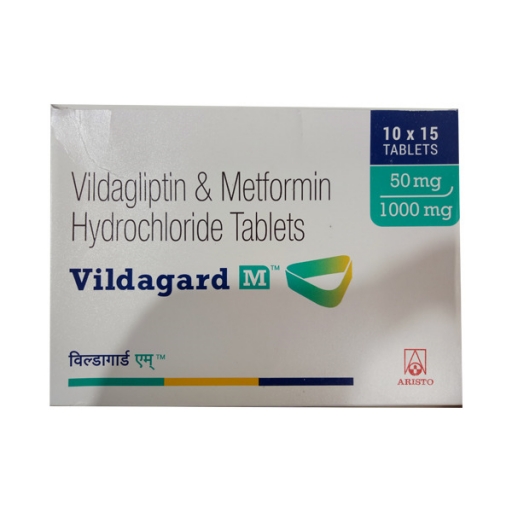 10 x 15
TABLETS
50 mg
1000 mg
Vildagliptin & Metformin
Hydrochloride Tablets
Vildagard M™
विल्डागार्ड एम्™
ARISTO